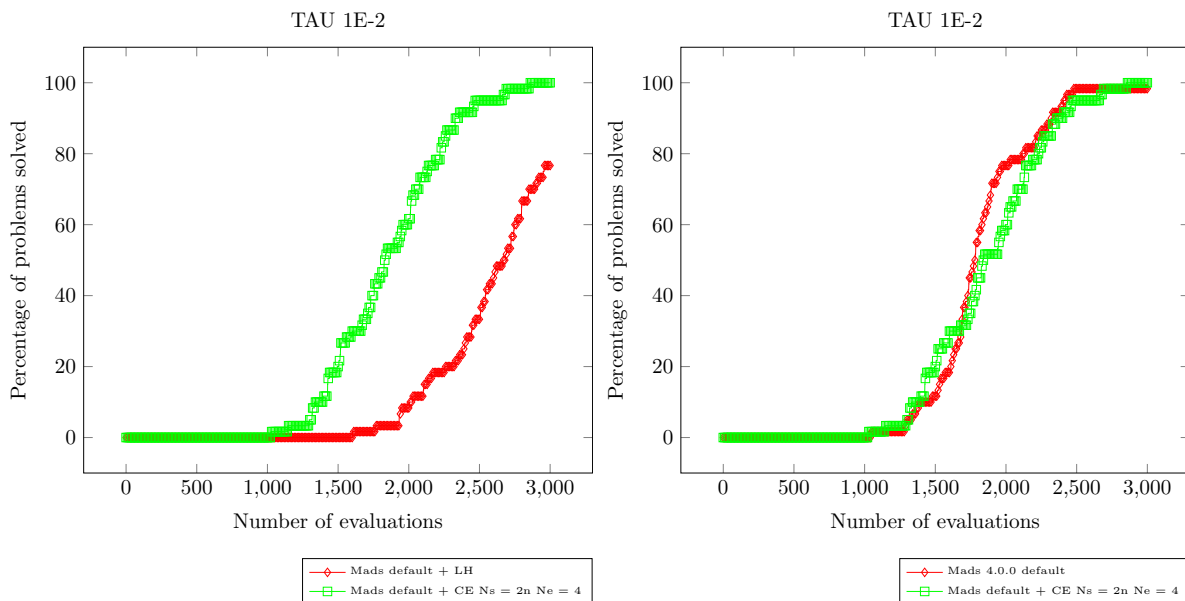 TAU 1E-2
Percentage of problems solved
100
80
60
40
20
0
0 500 1,000 1,500 2,000 2,500 3,000
Number of evaluations
Mads default + LH
Mads default + CE Ns = 2n Ne = 4
TAU 1E-2
Percentage of problems solved
100
80
60
40
20
0
0 500 1,000 1,500 2,000 2,500 3,000
Number of evaluations
Mads 4.0.0 default
Mads default + CE Ns = 2n Ne = 4